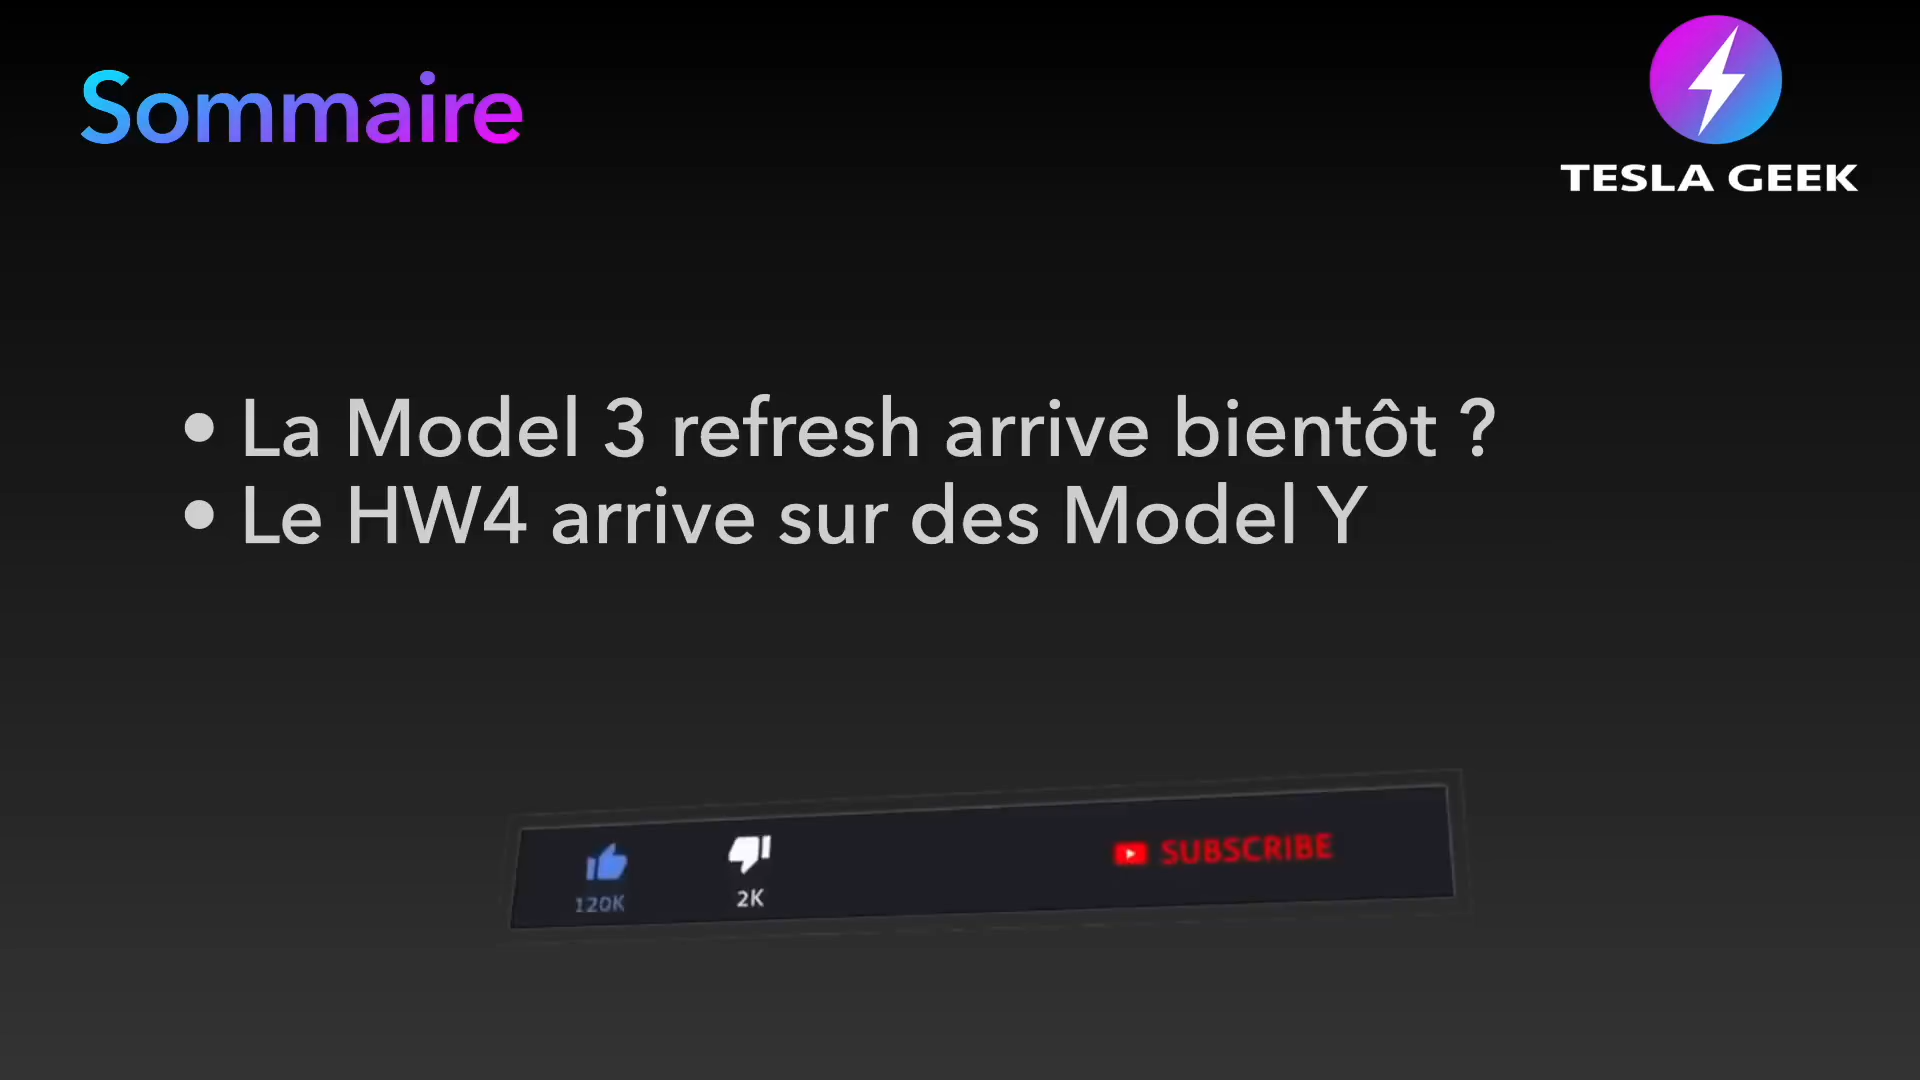 Sommaire
TESLA GEEK
• La Model 3 refresh arrive bientôt ?
• Le HW4 arrive sur des Model Y
120K
2K
SUBSCRIBE